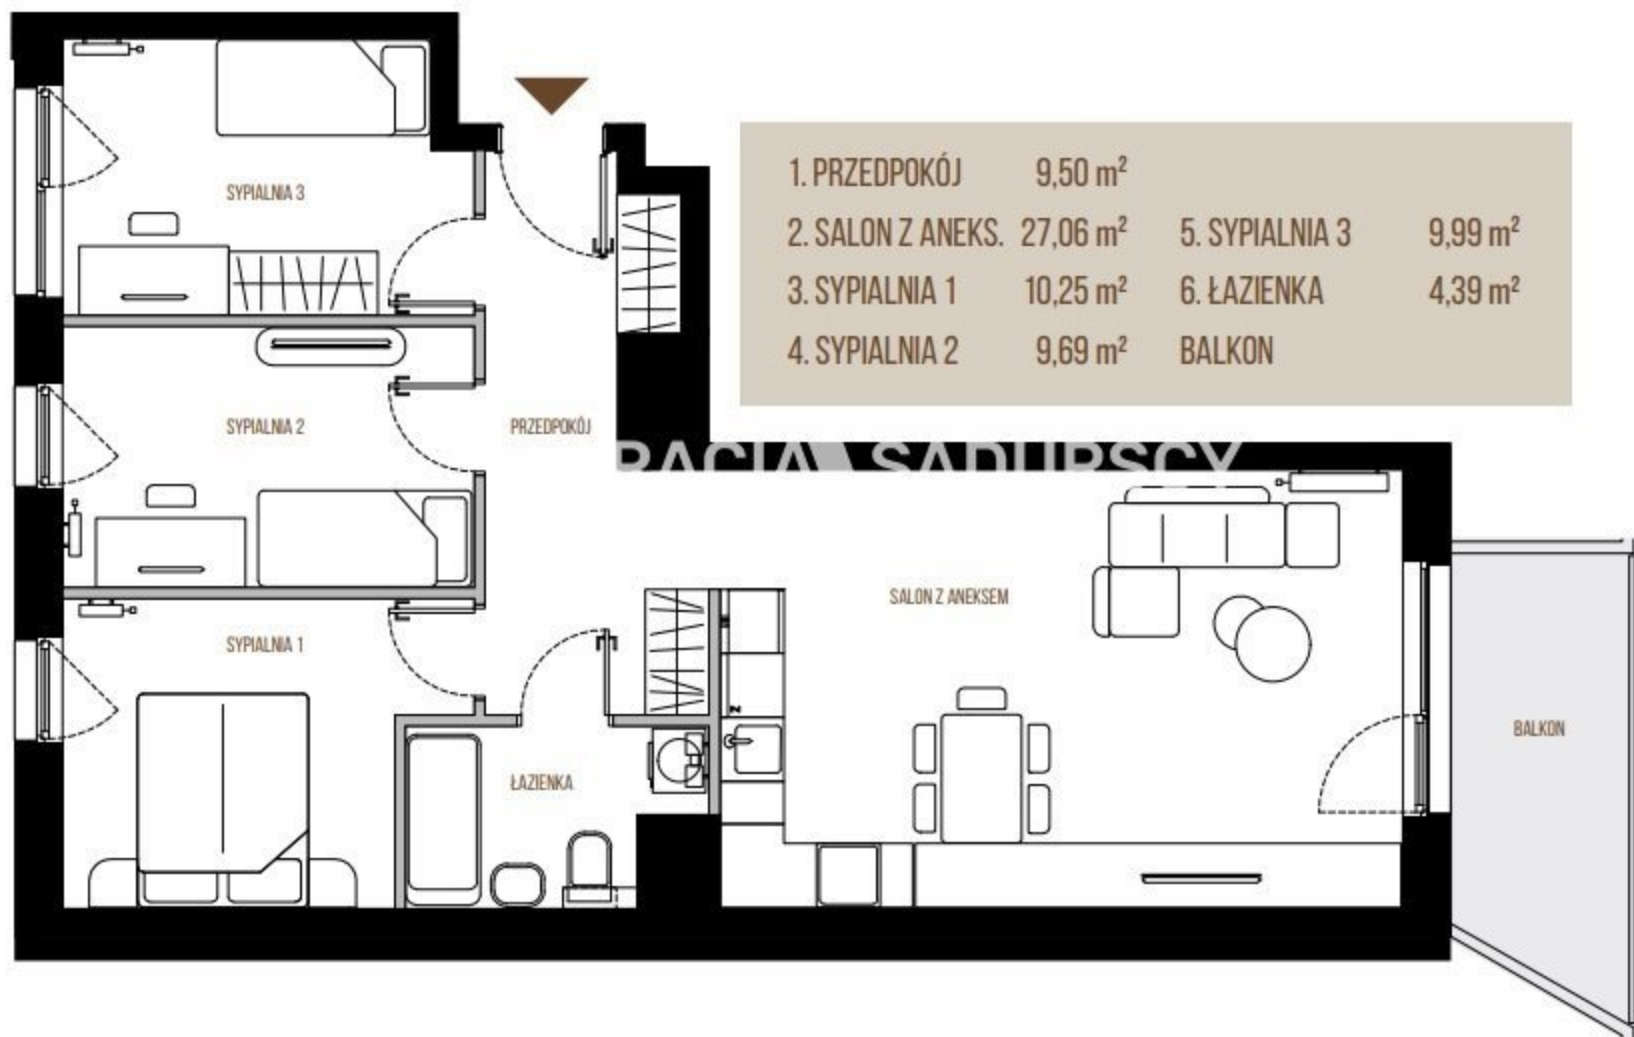 SYPIALNIA 3
1. PRZEDPOKÓJ 9,50 m²
2. SALON Z ANEKS. 27,06 m² 5. SYPIALNIA 3 9,99 m²
3. SYPIALNIA 1 10,25 m² 6. ŁAZIENKA 4,39 m²
4. SYPIALNIA 2 9,69 m² BALKON
SYPIALNIA 2
PRZEDPOKÓJ
RACIA SADURSCY
SALON Z ANEKSEM
SYPIALNIA 1
Z
BALKON
ŁAZIENKA